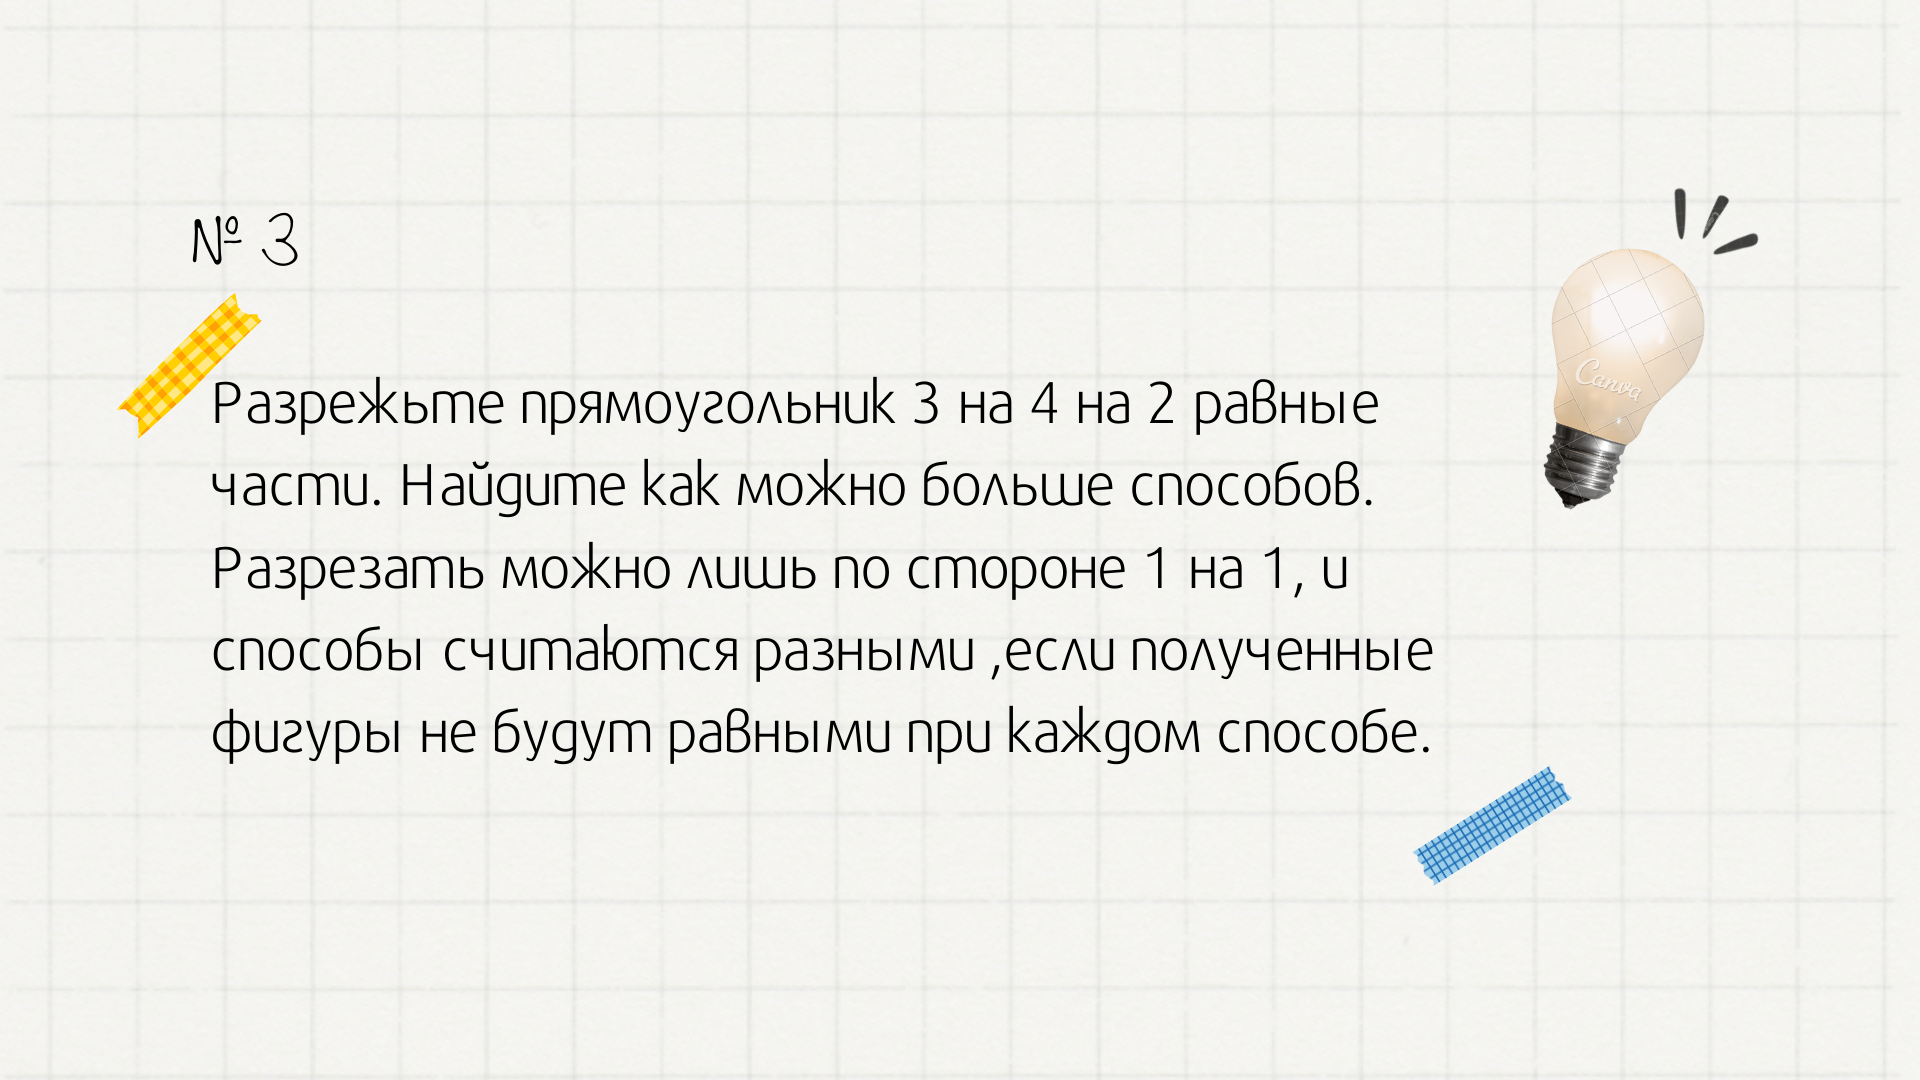 № 3
Разрежьте прямоугольник 3 на 4 на 2 равные
части. Найдите как можно больше способов.
Разрезать можно лишь по стороне 1 на 1, и
способы считаются разными ,если полученные
фигуры не будут равными при каждом способе.
Canva